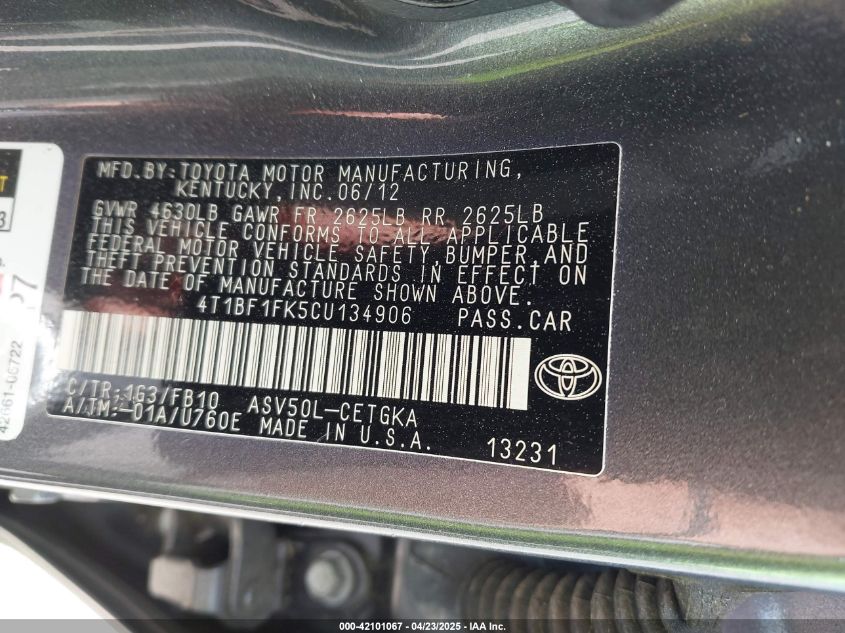 MFD.BY:TOYOTA MOTOR MANUFACTURING,
KENTUCKY,INC.06/12
GVWR 4630LB GAWR FR 2625LB RR 2625LB
THIS VEHICLE CONFORMS TO ALL APPLICABLE
FEDERAL MOTOR VEHICLE SAFETY,BUMPER,AND
THEFT PREVENTION STANDARDS IN EFFECT ON
THE DATE OF MANUFACTURE SHOWN ABOVE.
4T1BF1FK5CU134906 PASS.CAR
C/TR:1G3/FB10 ASV50L-CETGKA
A/TM:-01A/U760E MADE IN U.S.A. 13231
42661-06722
000-42101067 - 04/23/2025 - IAA Inc.